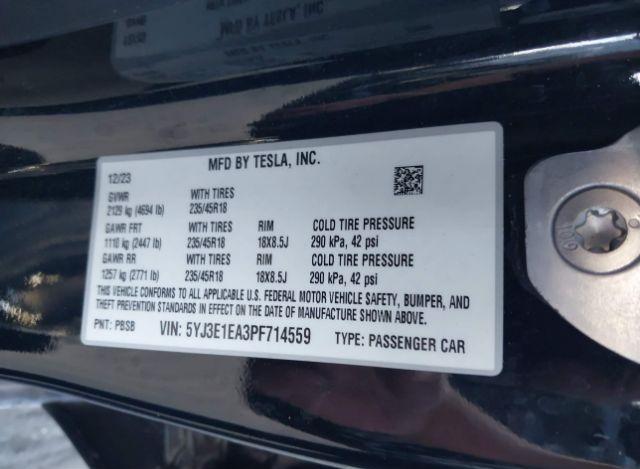 MFD BY TESLA, INC.
12/23
GVWR WITH TIRES
2129 kg (4694 lb) 235/45R18
GAWR FRT WITH TIRES RIM COLD TIRE PRESSURE
1110 kg (2447 lb) 235/45R18 18X8.5J 290 kPa, 42 psi
GAWR RR WITH TIRES RIM COLD TIRE PRESSURE
1257 kg (2771 lb) 235/45R18 18X8.5J 290 kPa, 42 psi
THIS VEHICLE CONFORMS TO ALL APPLICABLE U.S. FEDERAL MOTOR VEHICLE SAFETY, BUMPER, AND
THEFT PREVENTION STANDARDS IN EFFECT ON THE DATE OF MANUFACTURE SHOWN ABOVE.
PNT: PBSB VIN: 5YJ3E1EA3PF714559 TYPE: PASSENGER CAR